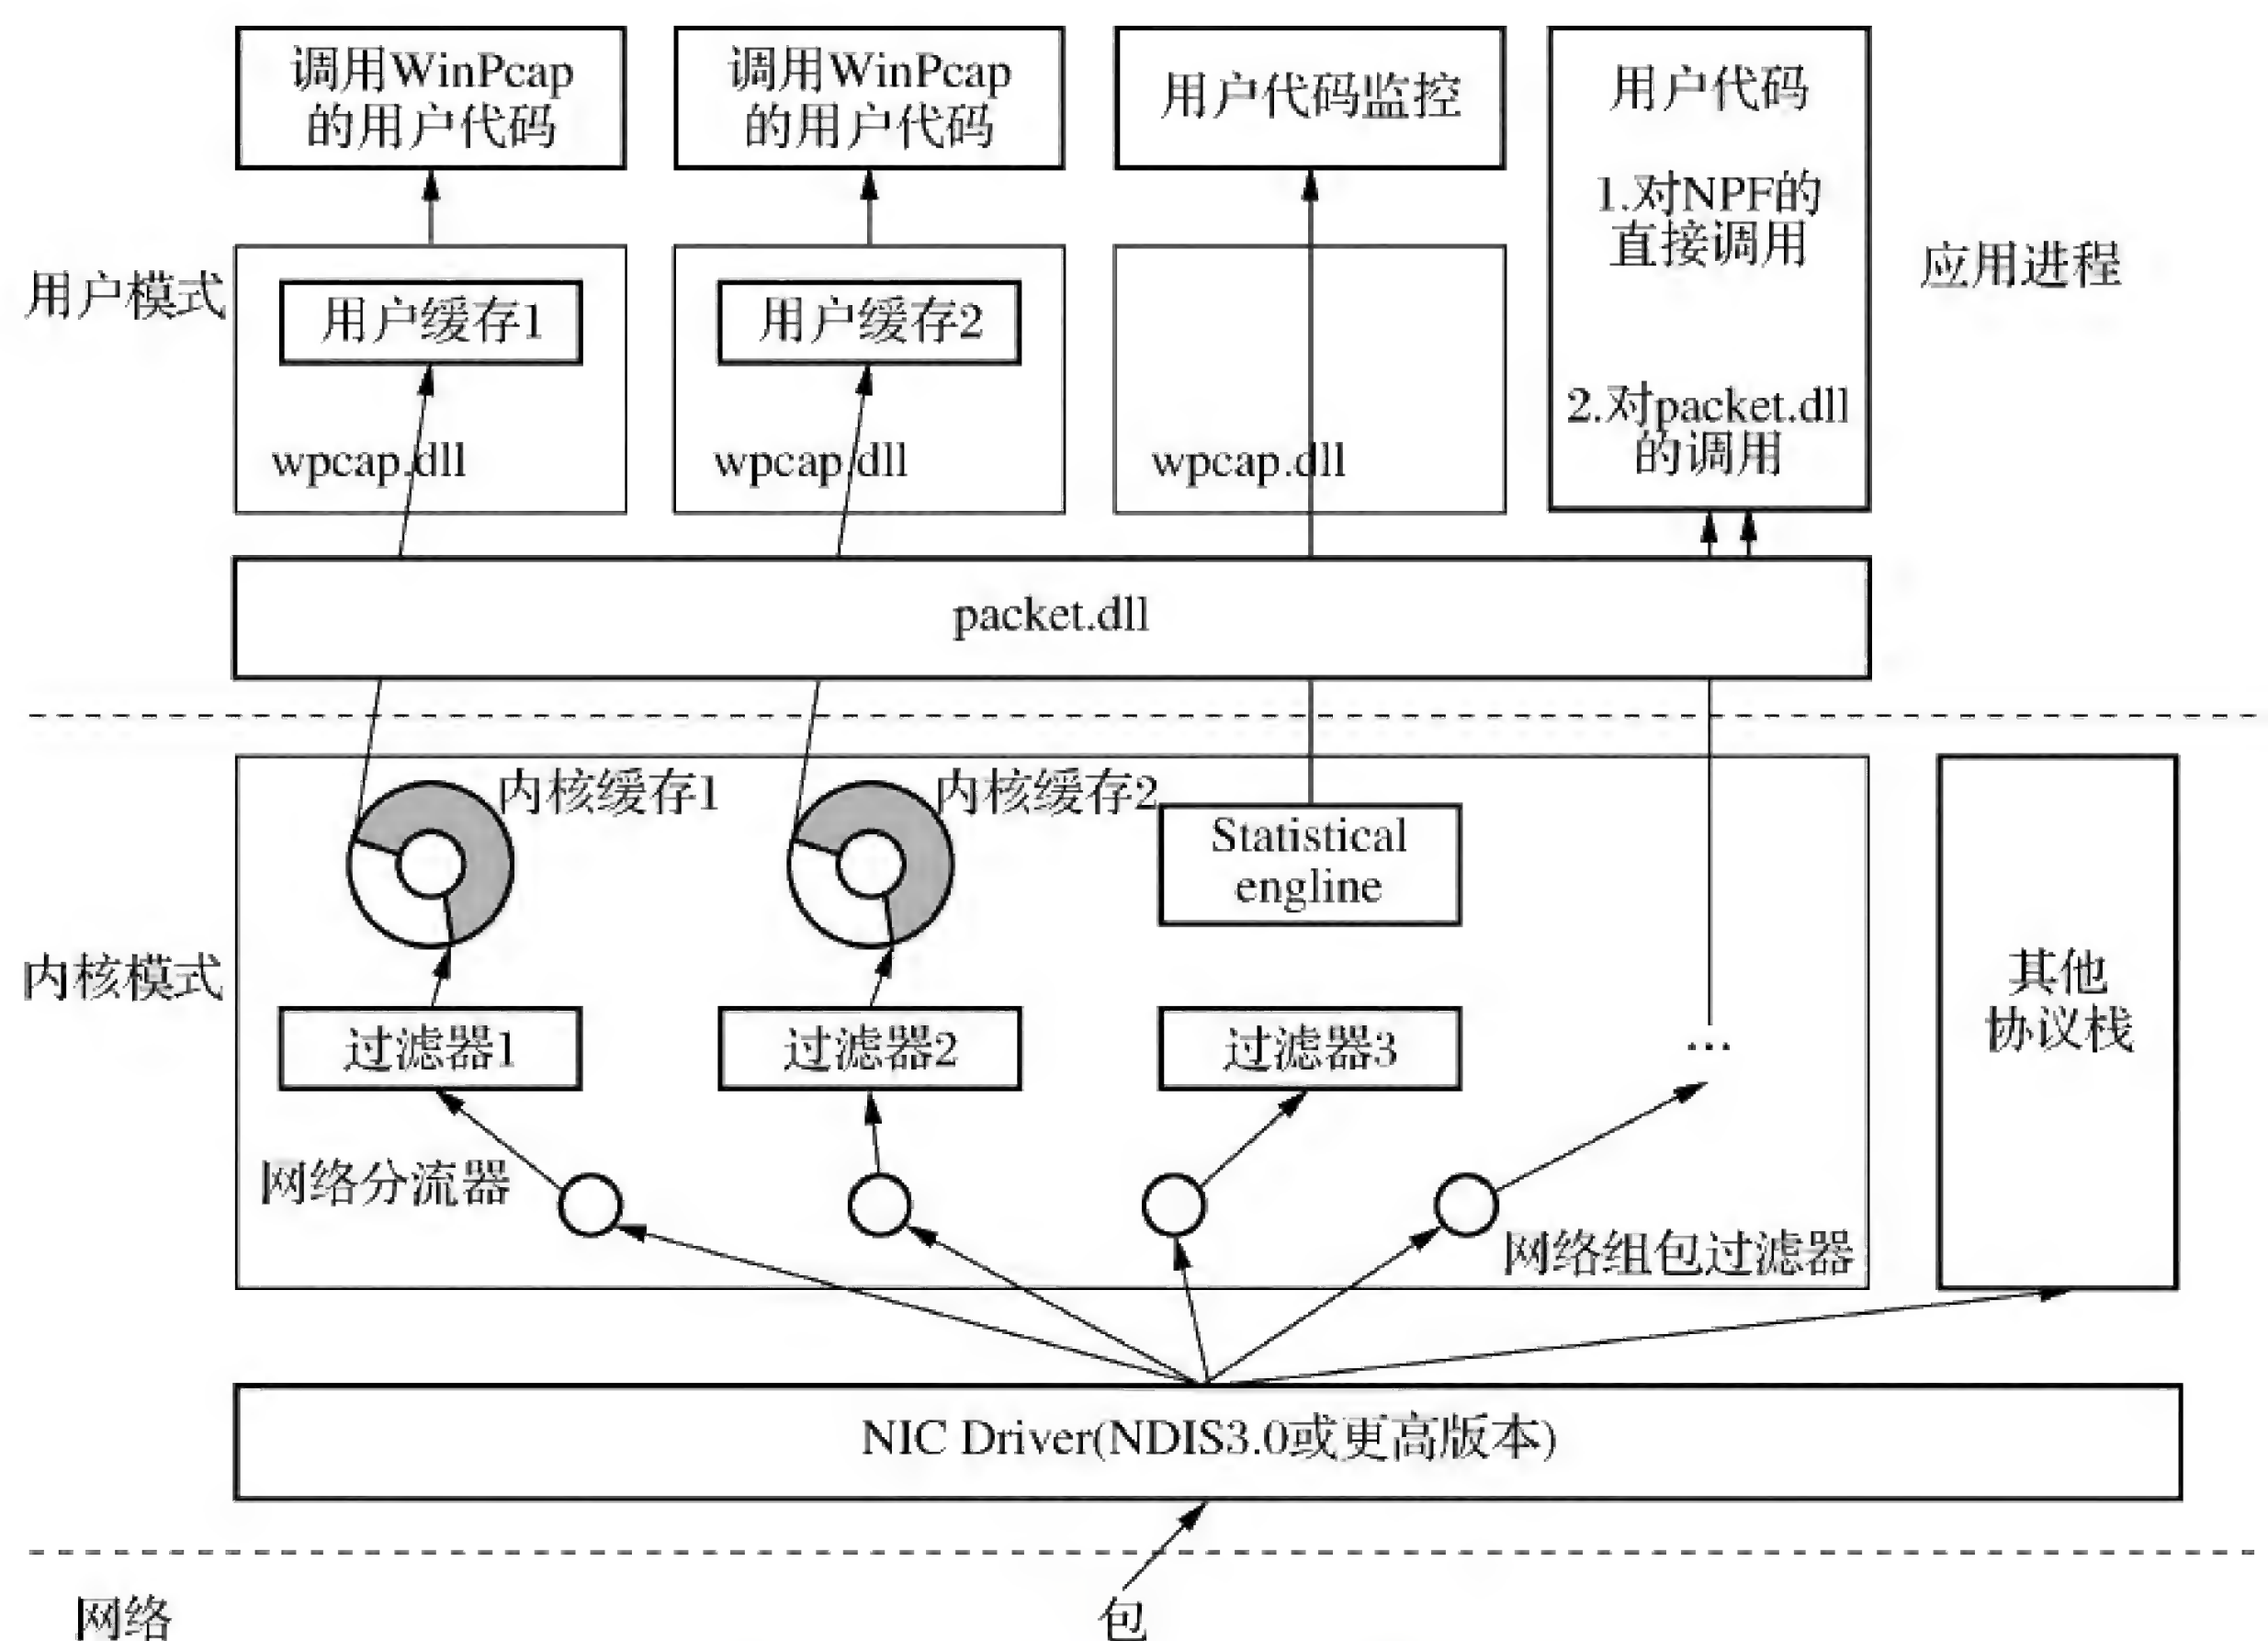 调用WinPcap
的用户代码
调用WinPcap
的用户代码
用户代码监控
用户代码
1.对NPF的
直接调用
2.对packet.dll
的调用
用户模式
用户缓存1
用户缓存2
应用进程
wpcap.dll
wpcap.dll
wpcap.dll
packet.dll
内核缓存1
内核缓存2
Statistical
engline
内核模式
其他
协议栈
过滤器1
过滤器2
过滤器3
...
网络分流器
网络组包过滤器
NIC Driver(NDIS3.0或更高版本)
网络
包